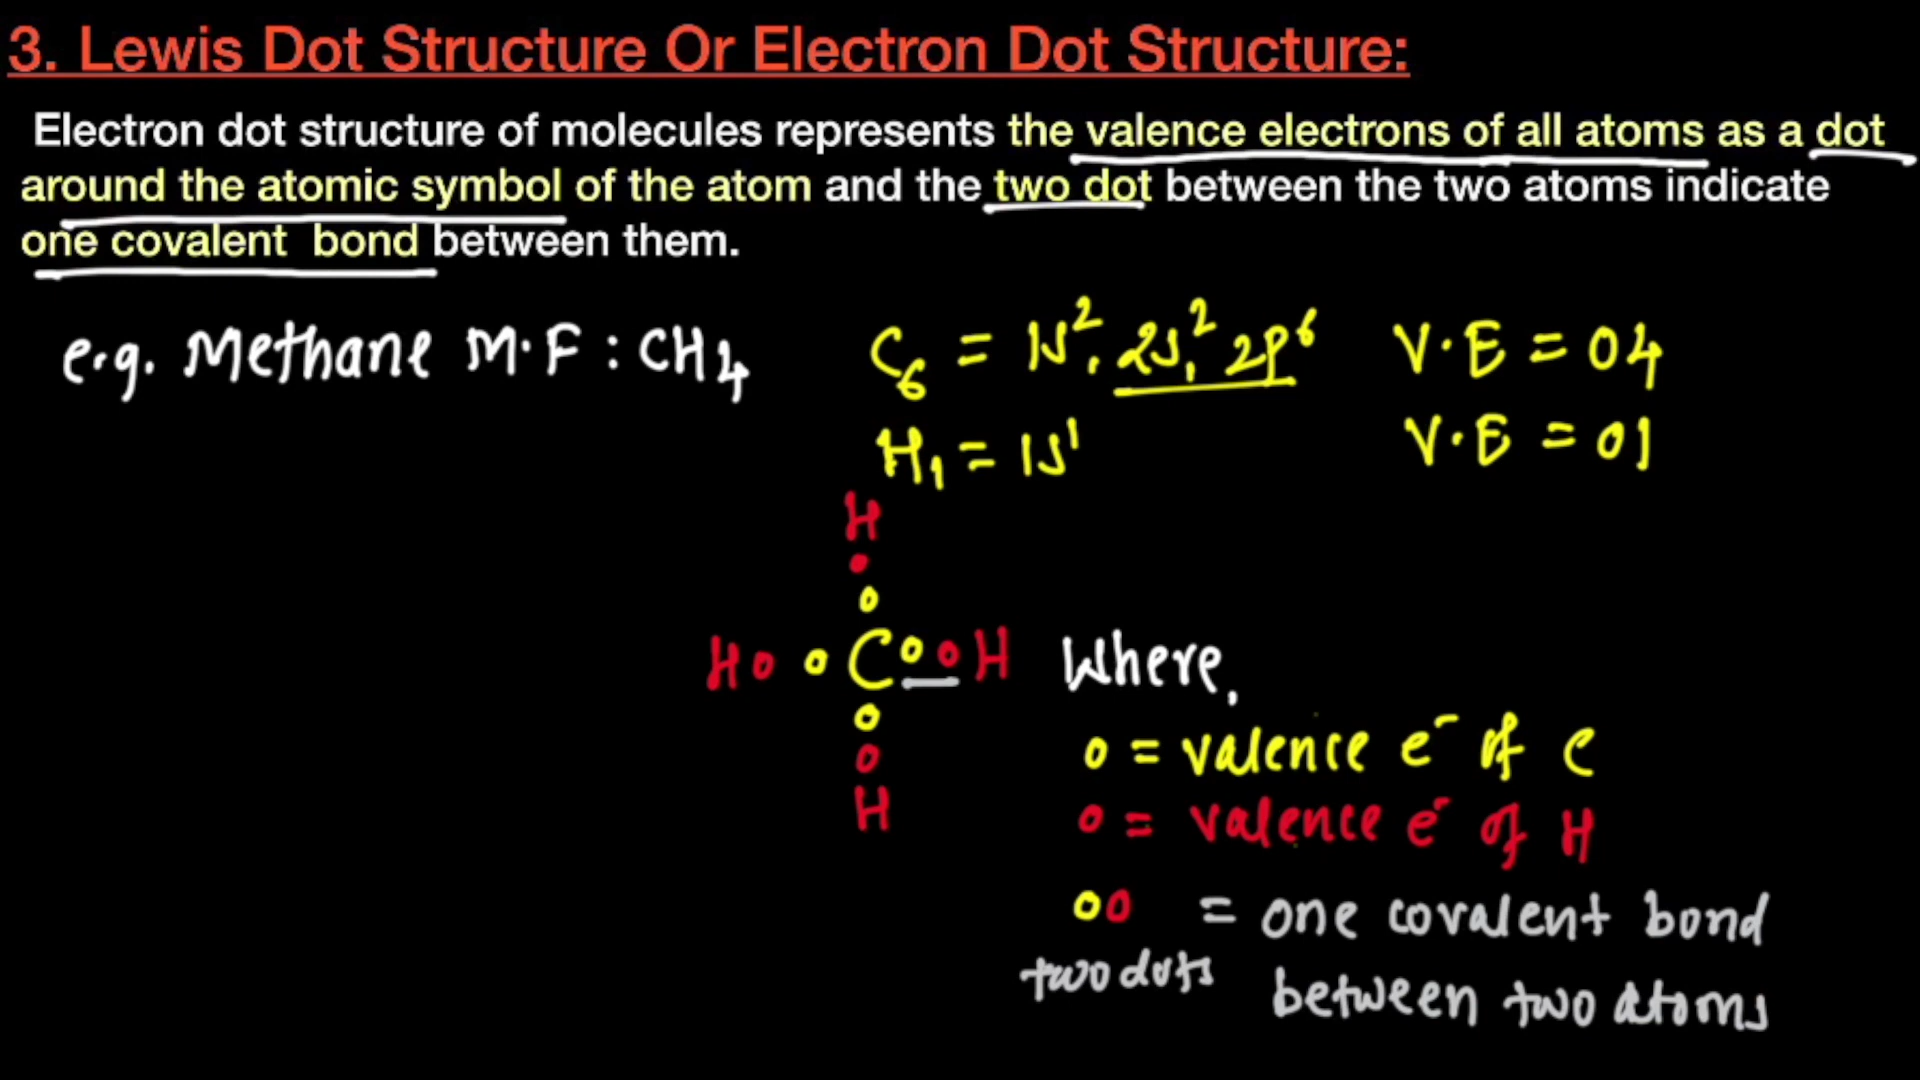 3. Lewis Dot Structure Or Electron Dot Structure:
Electron dot structure of molecules represents the valence electrons of all atoms as a dot
around the atomic symbol of the atom and the two dot between the two atoms indicate
one covalent bond between them.
e.g. Methane M.F : CH₄ C₆ = 1s², 2s², 2p⁶ V.E = 04
H₁ = 1s¹ V.E = 01
H
H C H Where,
o = valence e⁻ of C
H
o = valence e⁻ of H
oo = one covalent bond
two dots between two atoms